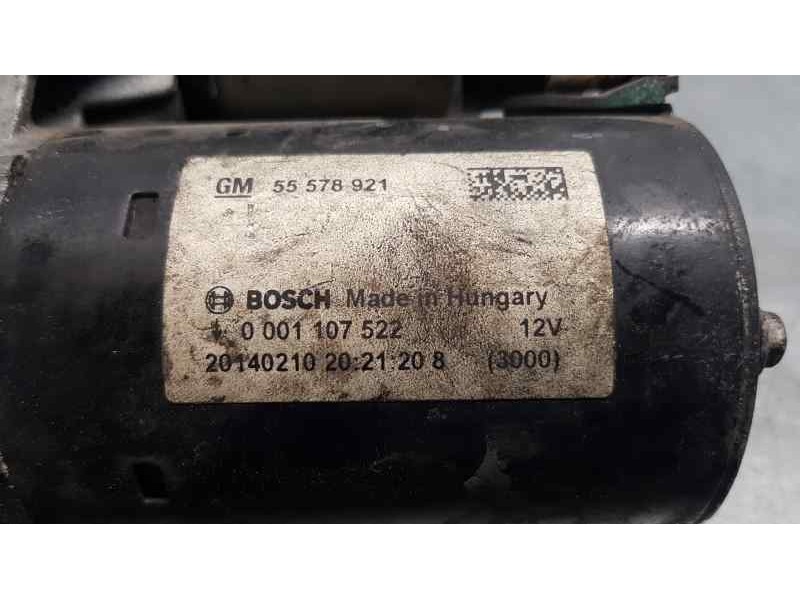 GM 55 578 921
BOSCH Made in Hungary
0 001 107 522 12V
20140210 20:21:20 8 (3000)